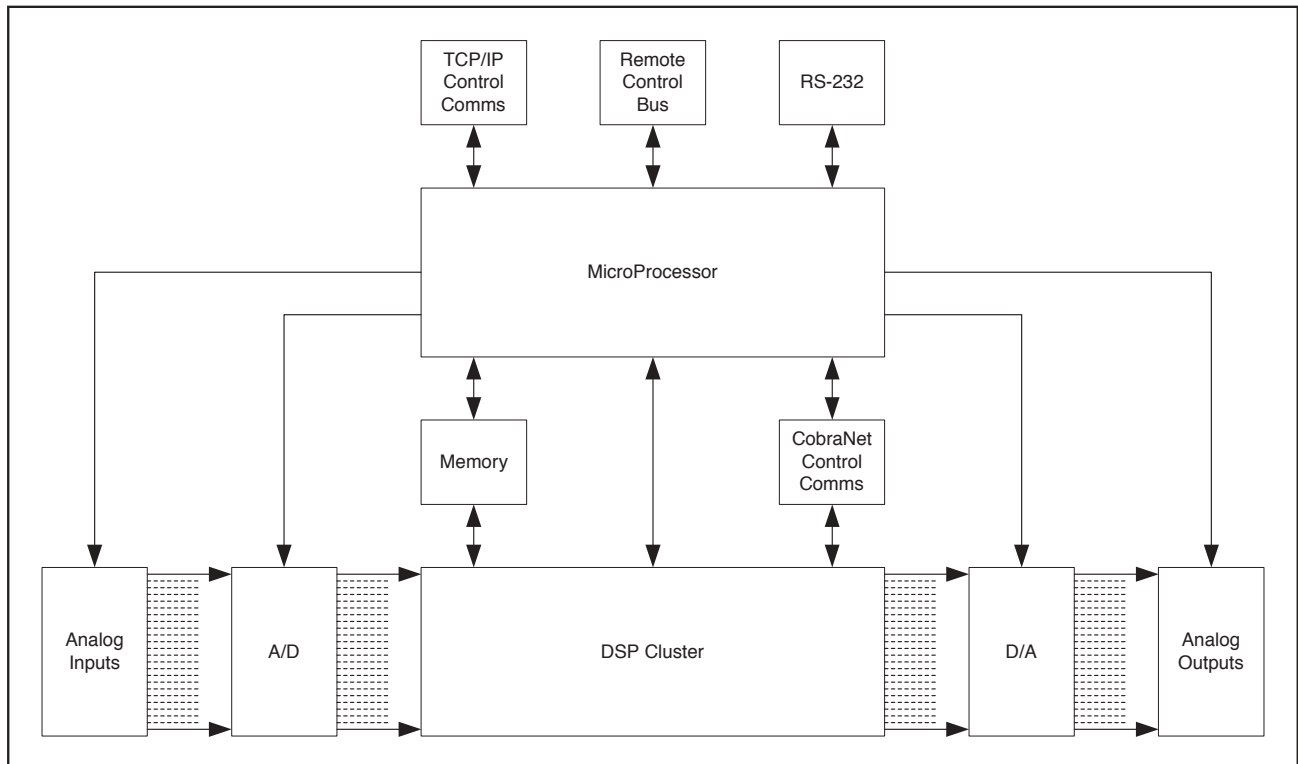 TCP/IP
Control
Comms
Remote
Control
Bus
RS-232
MicroProcessor
Memory
CobraNet
Control
Comms
Analog
Inputs
A/D
DSP Cluster
D/A
Analog
Outputs